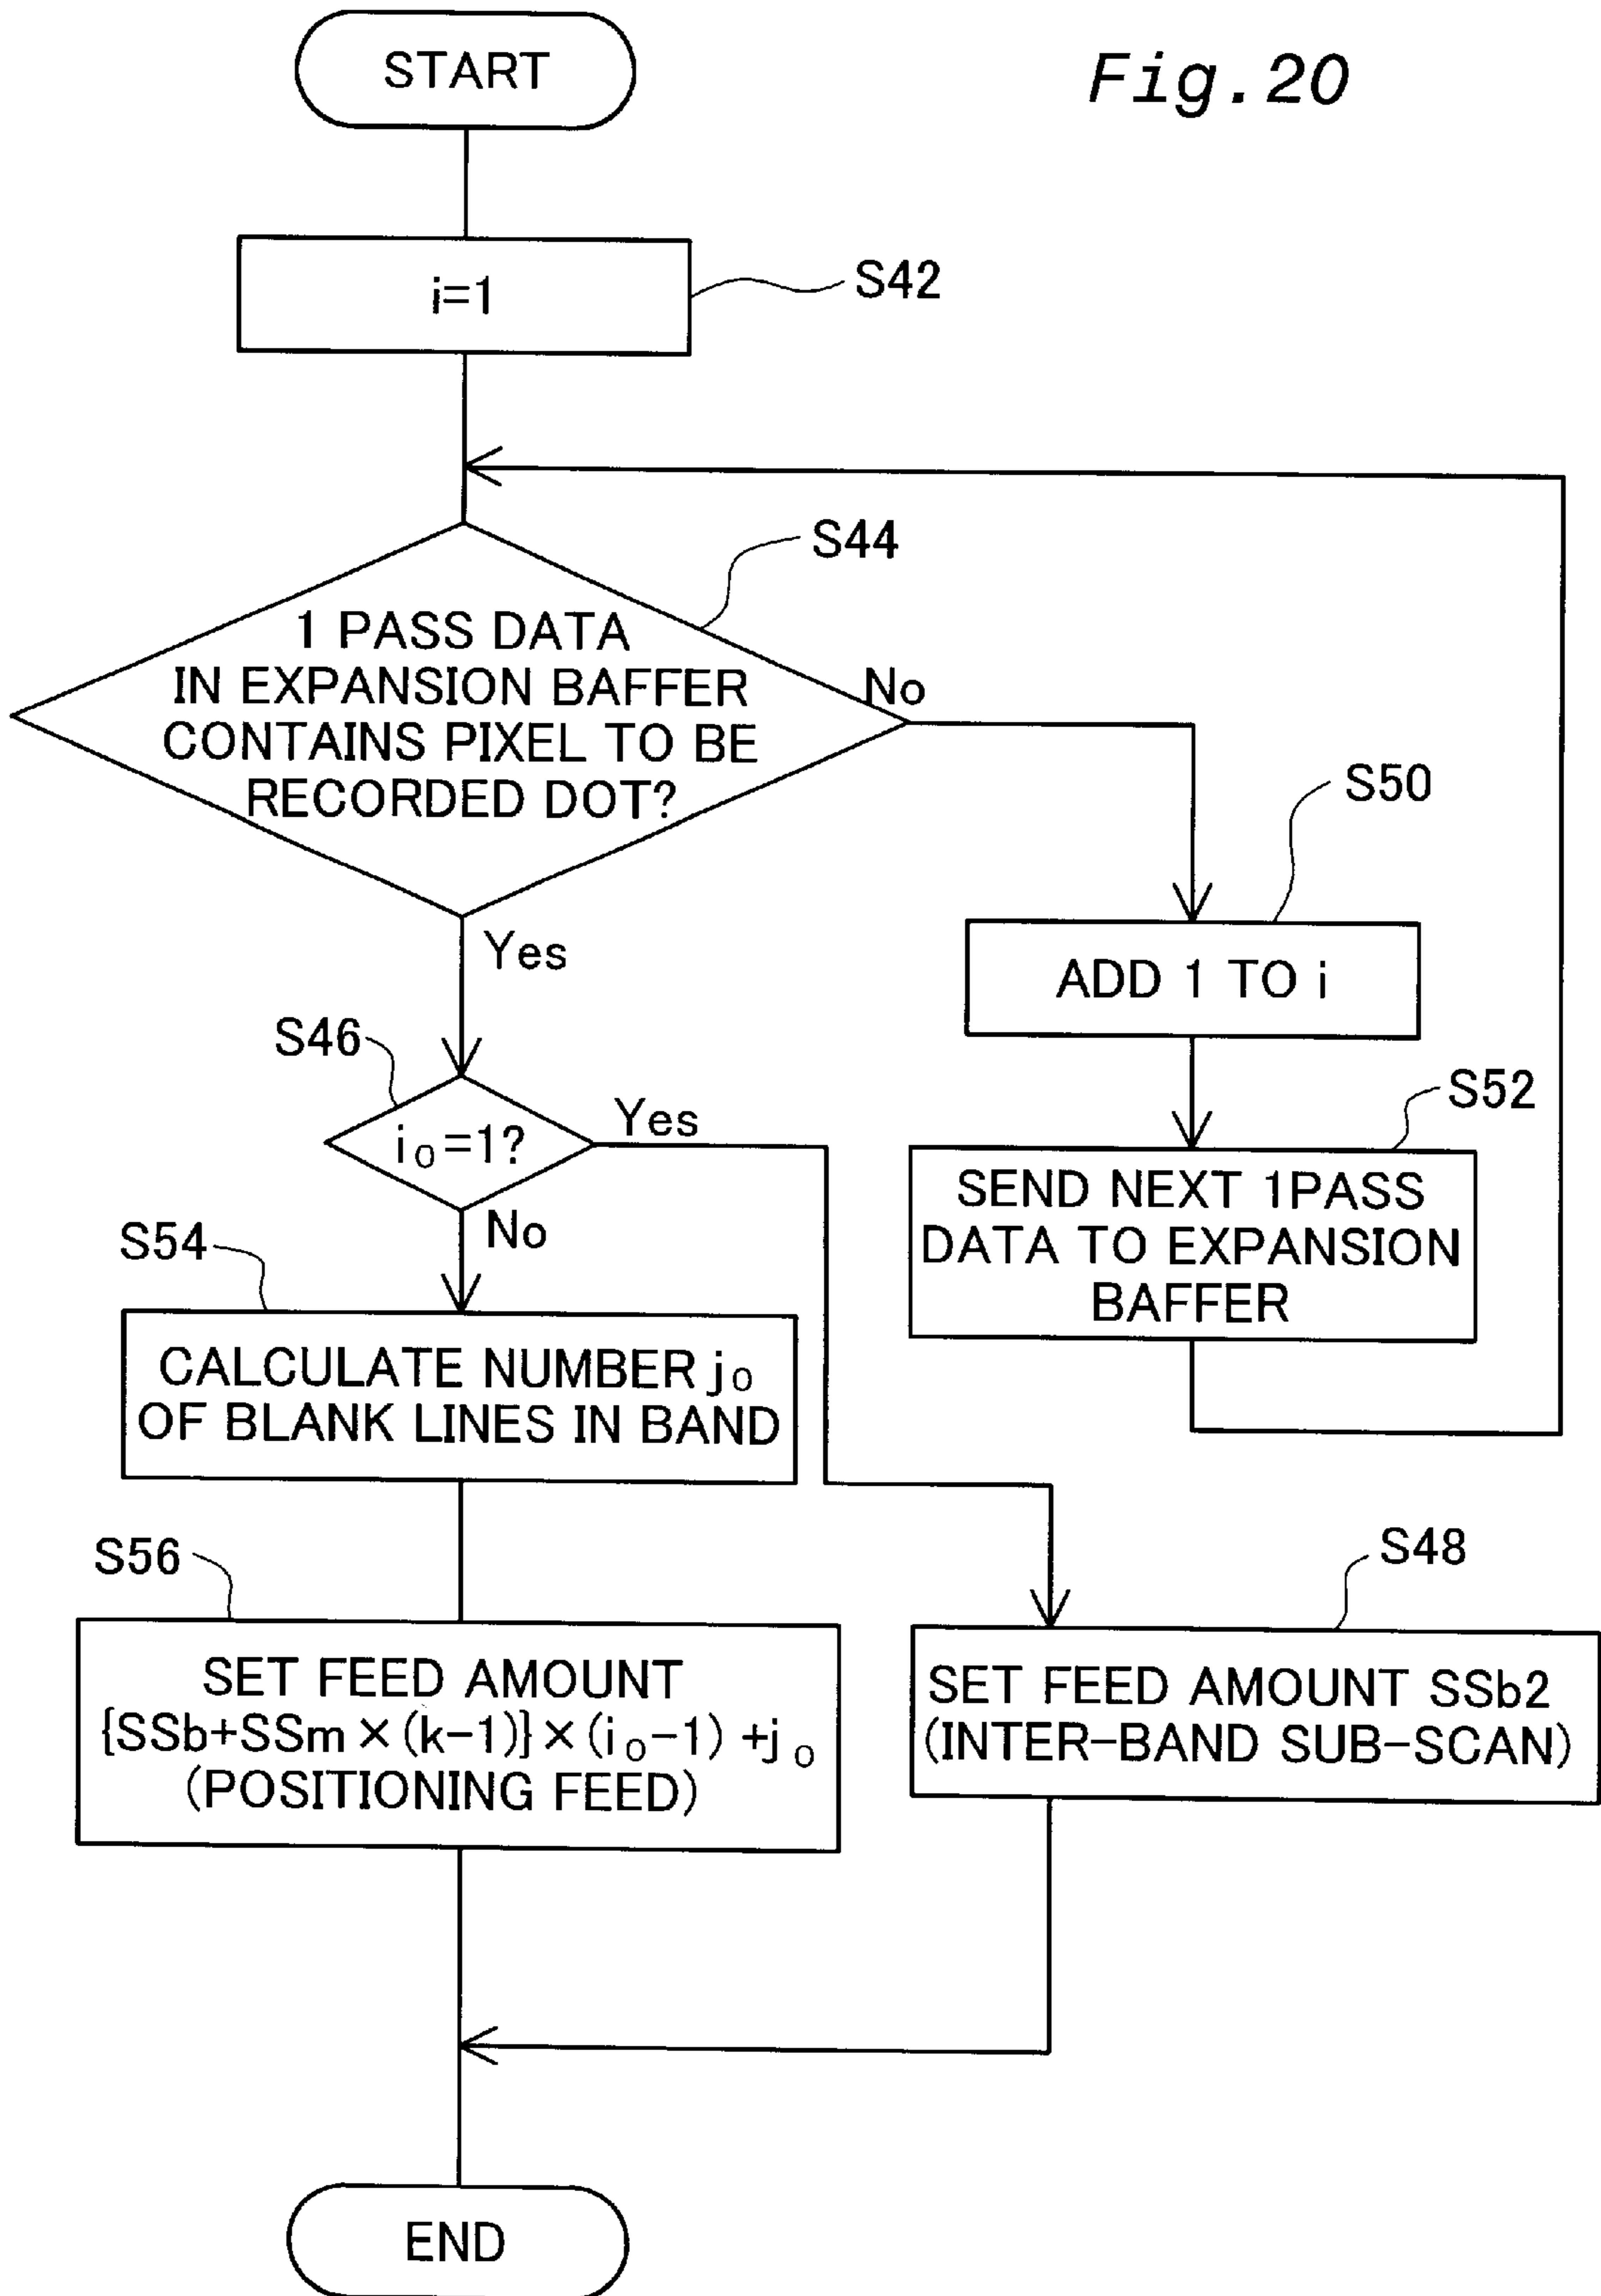 START
Fig.20
i=1
S42
S44
1 PASS DATA
IN EXPANSION BAFFER
CONTAINS PIXEL TO BE
RECORDED DOT?
No
Yes
S50
ADD 1 TO i
S46
i₀=1?
Yes
No
S52
SEND NEXT 1PASS
DATA TO EXPANSION
BAFFER
S54
CALCULATE NUMBER j₀
OF BLANK LINES IN BAND
S56
SET FEED AMOUNT
{SSb+SSm×(k-1)}×(i₀-1)+j₀
(POSITIONING FEED)
S48
SET FEED AMOUNT SSb2
(INTER-BAND SUB-SCAN)
END